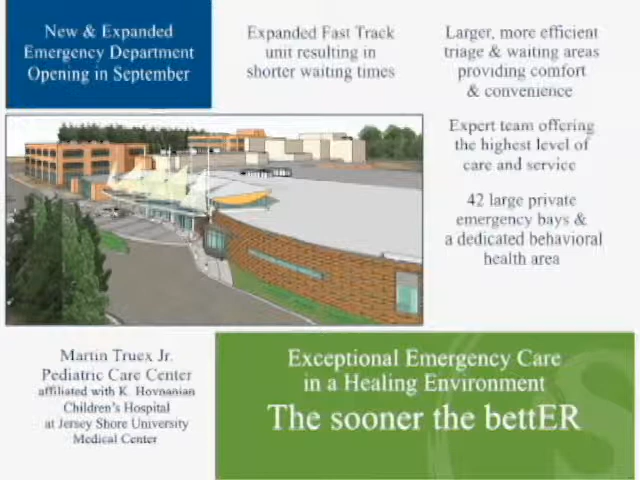 New & Expanded
Emergency Department
Opening in September
Expanded Fast Track
unit resulting in
shorter waiting times
Larger, more efficient
triage & waiting areas
providing comfort
& convenience
Expert team offering
the highest level of
care and service
42 large private
emergency bays &
a dedicated behavioral
health area
Martin Truex Jr.
Pediatric Care Center
affiliated with K. Hovnanian
Children's Hospital
at Jersey Shore University
Medical Center
Exceptional Emergency Care
in a Healing Environment
The sooner the bettER